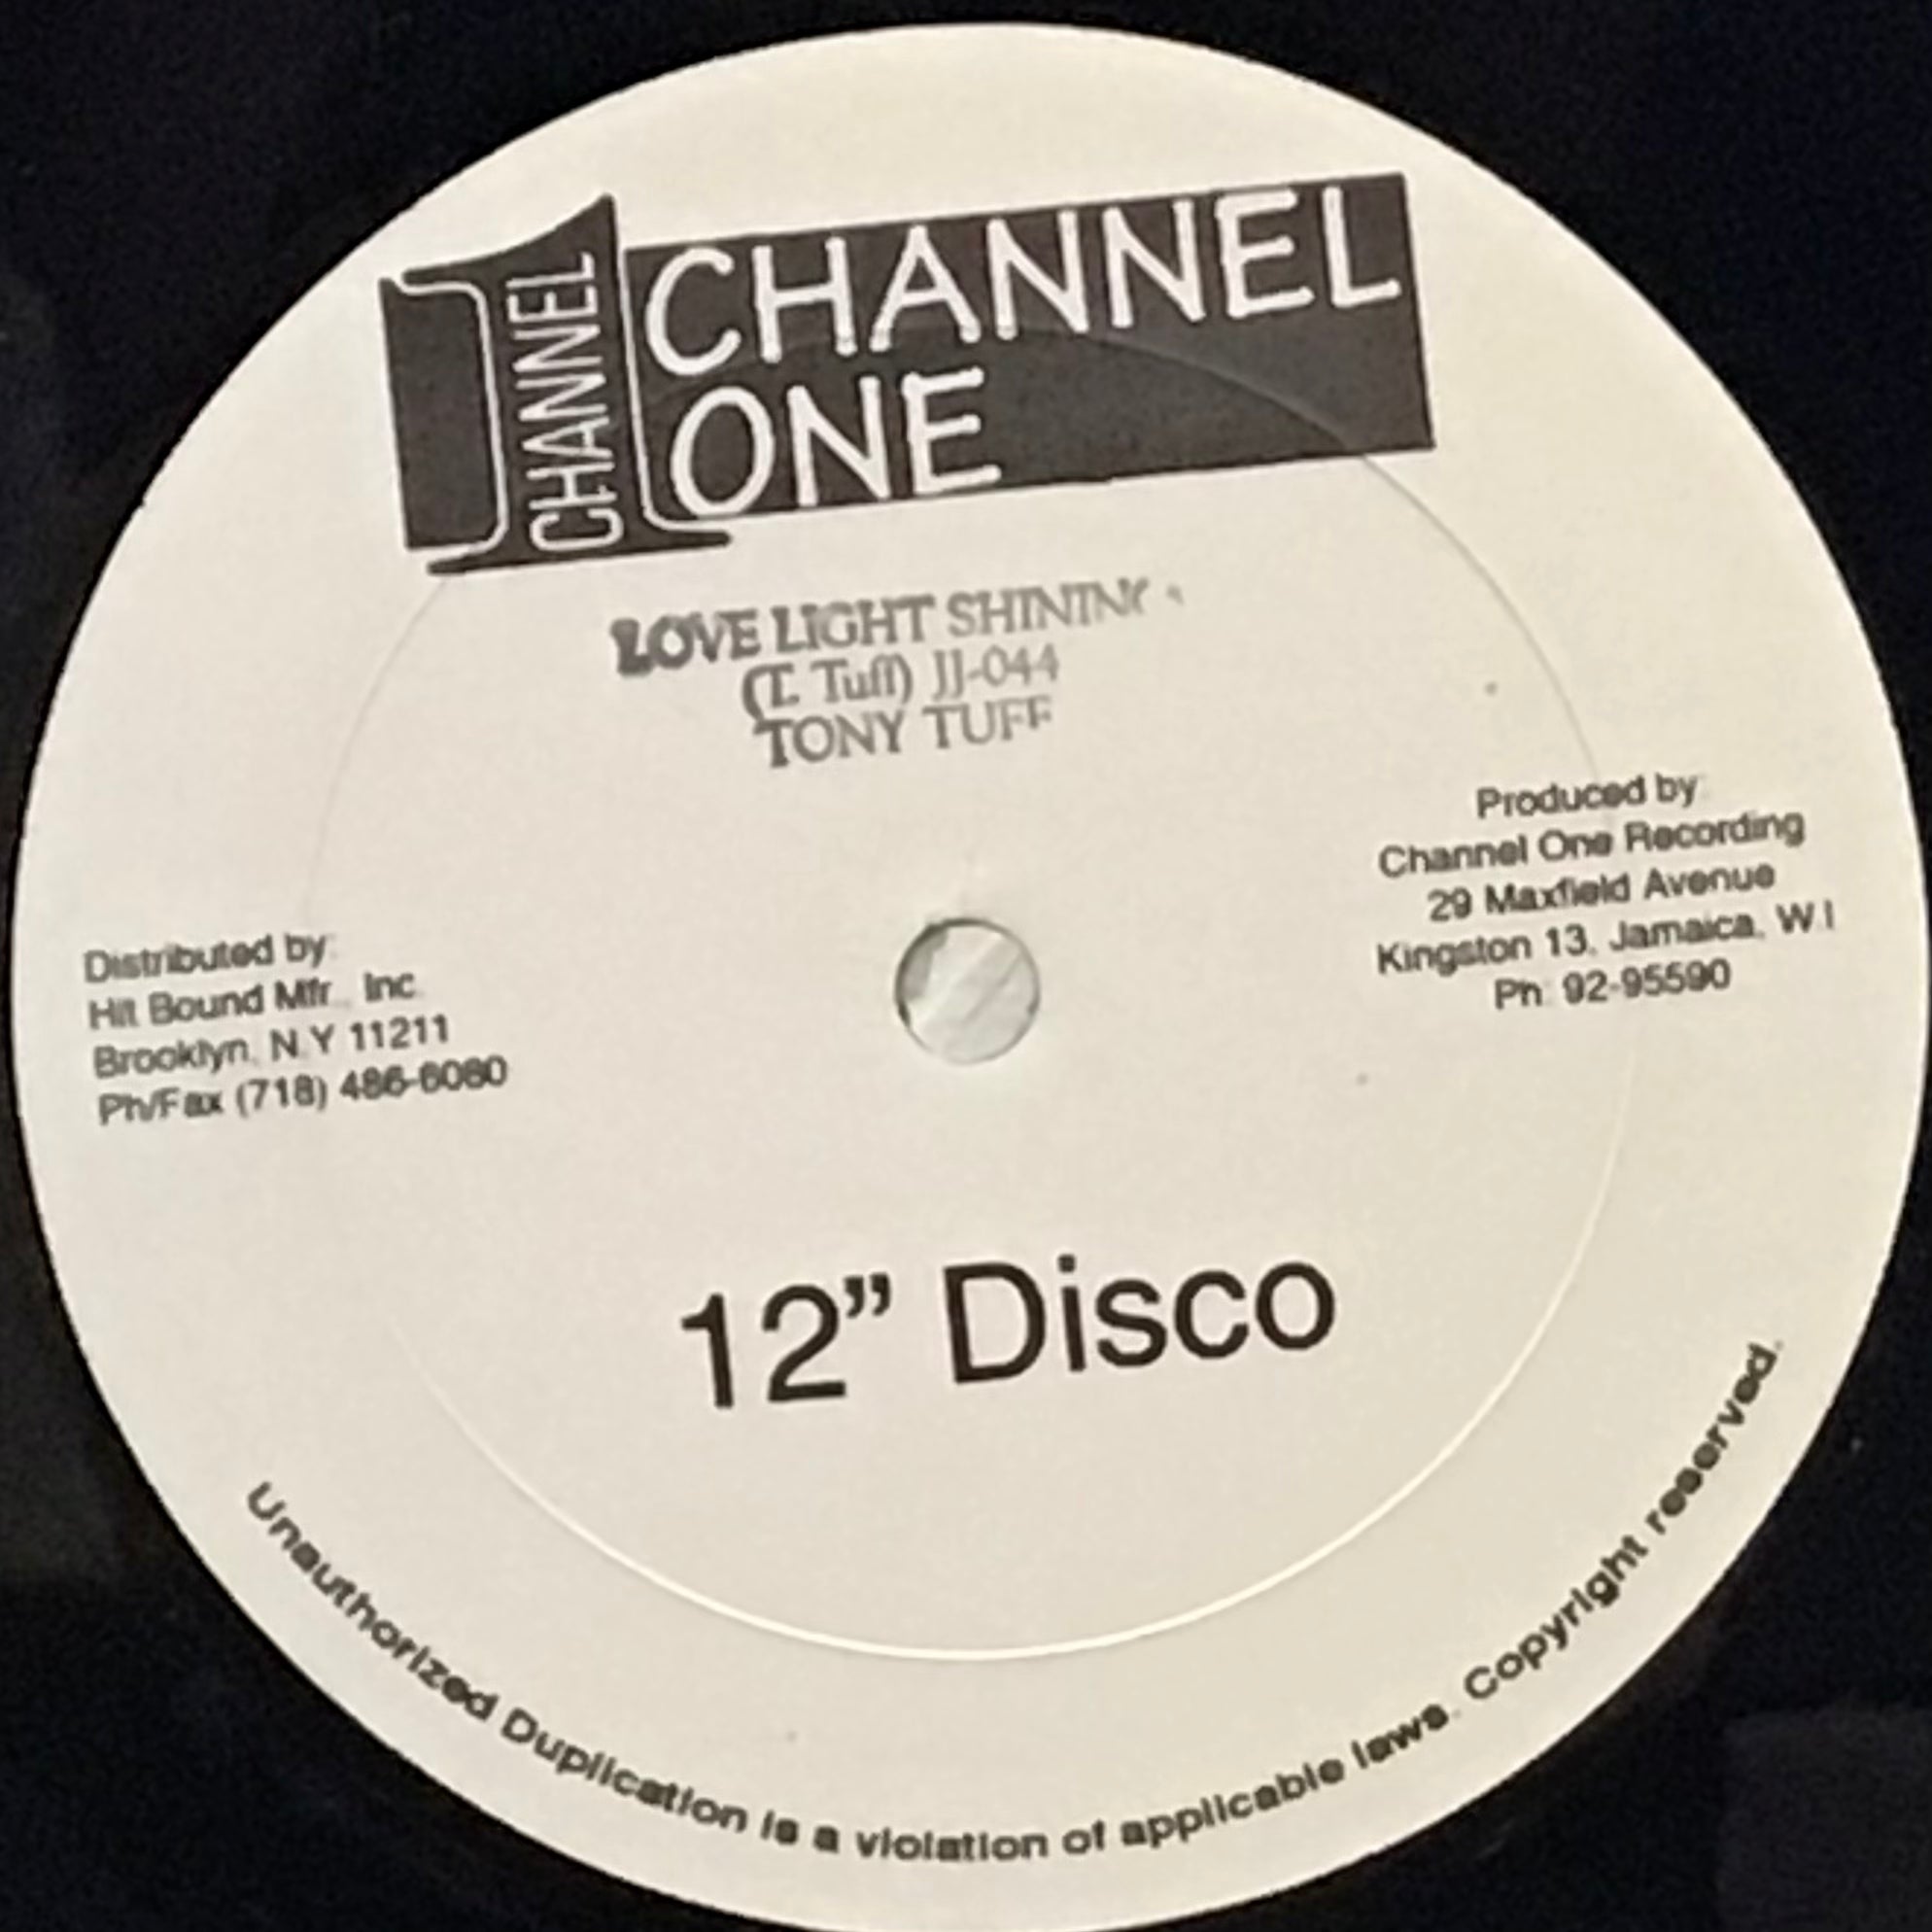 CHANNEL
CHANNEL
ONE
LOVE LIGHT SHINING
(T. Tuff) JJ-044
TONY TUFF
Produced by:
Channel One Recording
29 Maxfield Avenue
Kingston 13, Jamaica, W.I
Ph: 92-95590
Distributed by:
Hit Bound Mfr., Inc.
Brooklyn, N.Y 11211
Ph/Fax (718) 486-6080
12” Disco
Unauthorized Duplication is a violation of applicable laws. Copyright reserved.